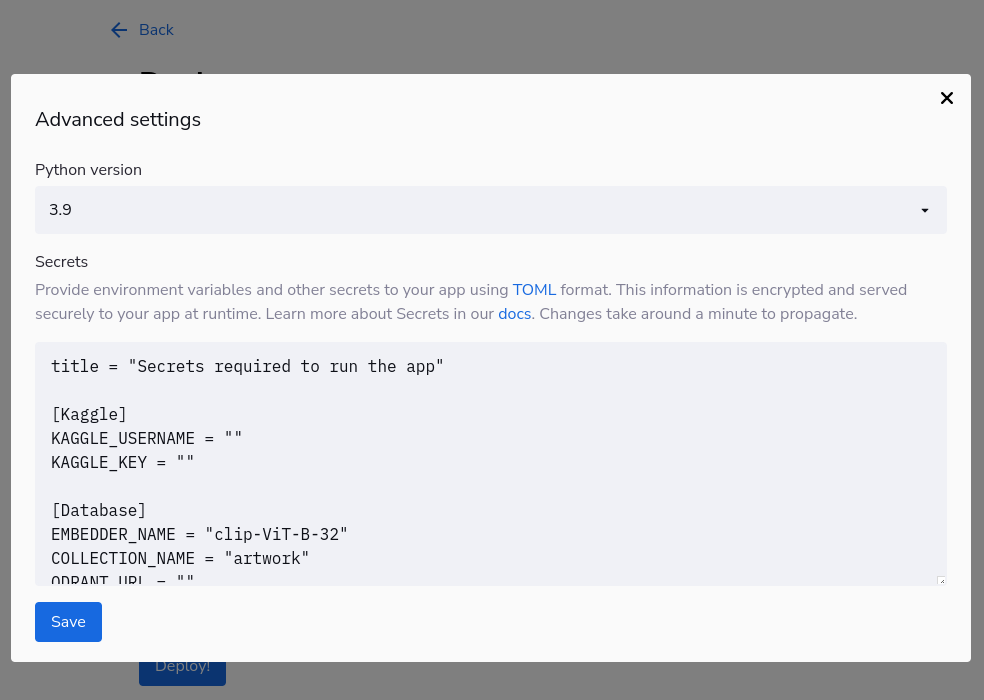 Back
Advanced settings
Python version
3.9
Secrets
Provide environment variables and other secrets to your app using TOML format. This information is encrypted and served
securely to your app at runtime. Learn more about Secrets in our docs. Changes take around a minute to propagate.
title = "Secrets required to run the app"
[Kaggle]
KAGGLE_USERNAME = ""
KAGGLE_KEY = ""
[Database]
EMBEDDER_NAME = "clip-ViT-B-32"
COLLECTION_NAME = "artwork"
QDRANT_URL = ""
Save
Deploy!